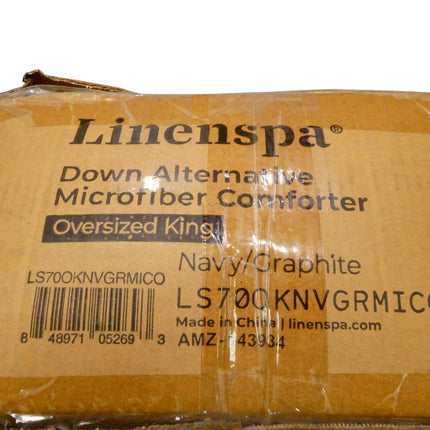 Linenspa®
Down Alternative
Microfiber Comforter
Oversized King
Navy/Graphite
LS70OKNVGRMICO
LS70OKNVGRMICO
Made in China | linenspa.com
8 48971 05269 3